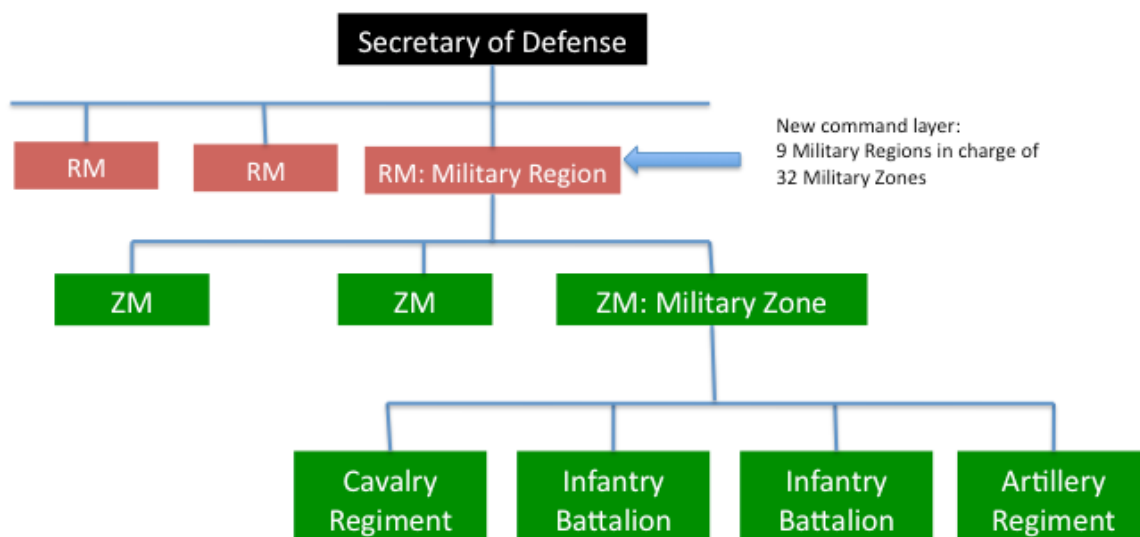 Secretary of Defense
RM
RM
RM: Military Region
New command layer:
9 Military Regions in charge of
32 Military Zones
ZM
ZM
ZM: Military Zone
Cavalry
Regiment
Infantry
Battalion
Infantry
Battalion
Artillery
Regiment